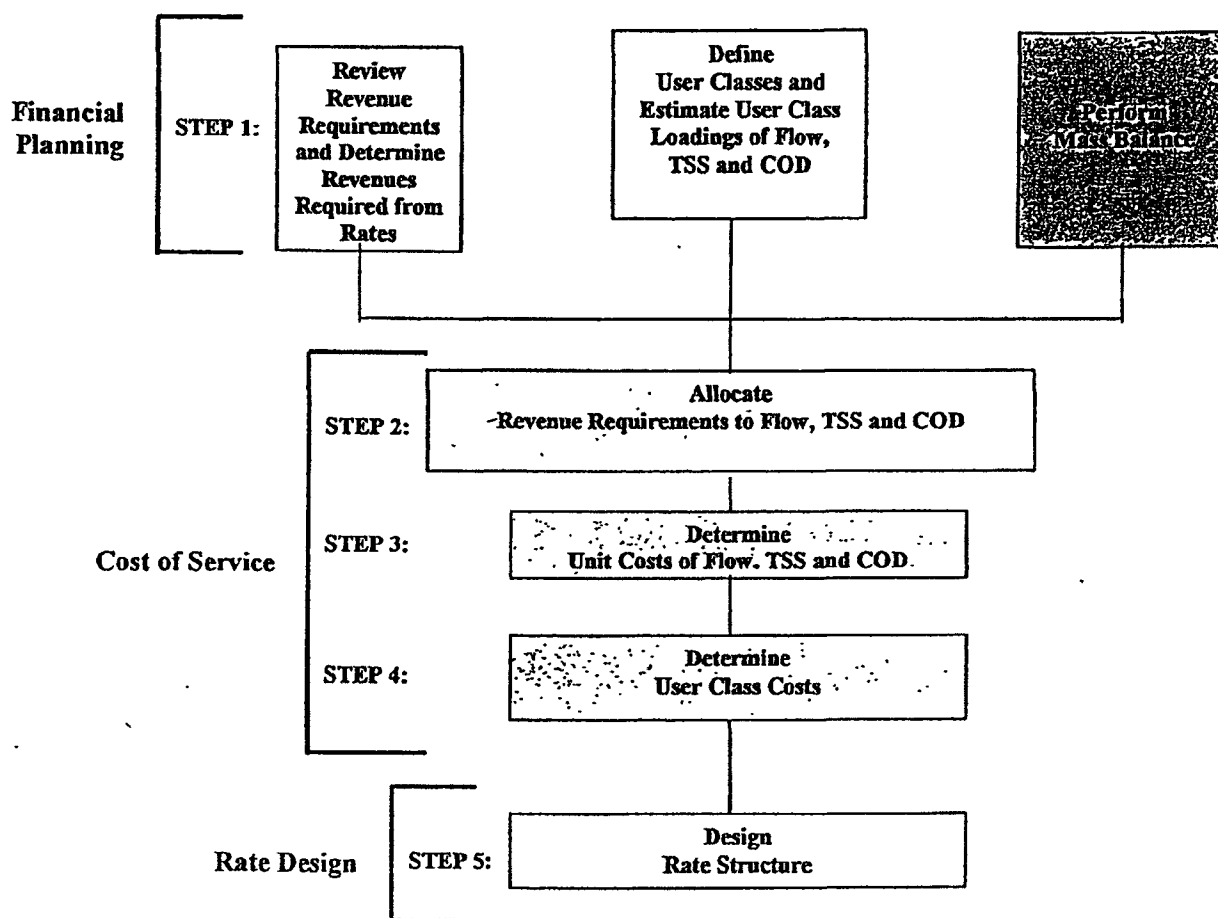 Financial
Planning
STEP 1:
Review
Revenue
Requirements
and Determine
Revenues
Required from
Rates
Define
User Classes and
Estimate User Class
Loadings of Flow,
TSS and COD
Perform
Mass Balance
Cost of Service
STEP 2:
Allocate
Revenue Requirements to Flow, TSS and COD
STEP 3:
Determine
Unit Costs of Flow. TSS and COD
STEP 4:
Determine
User Class Costs
Rate Design
STEP 5:
Design
Rate Structure